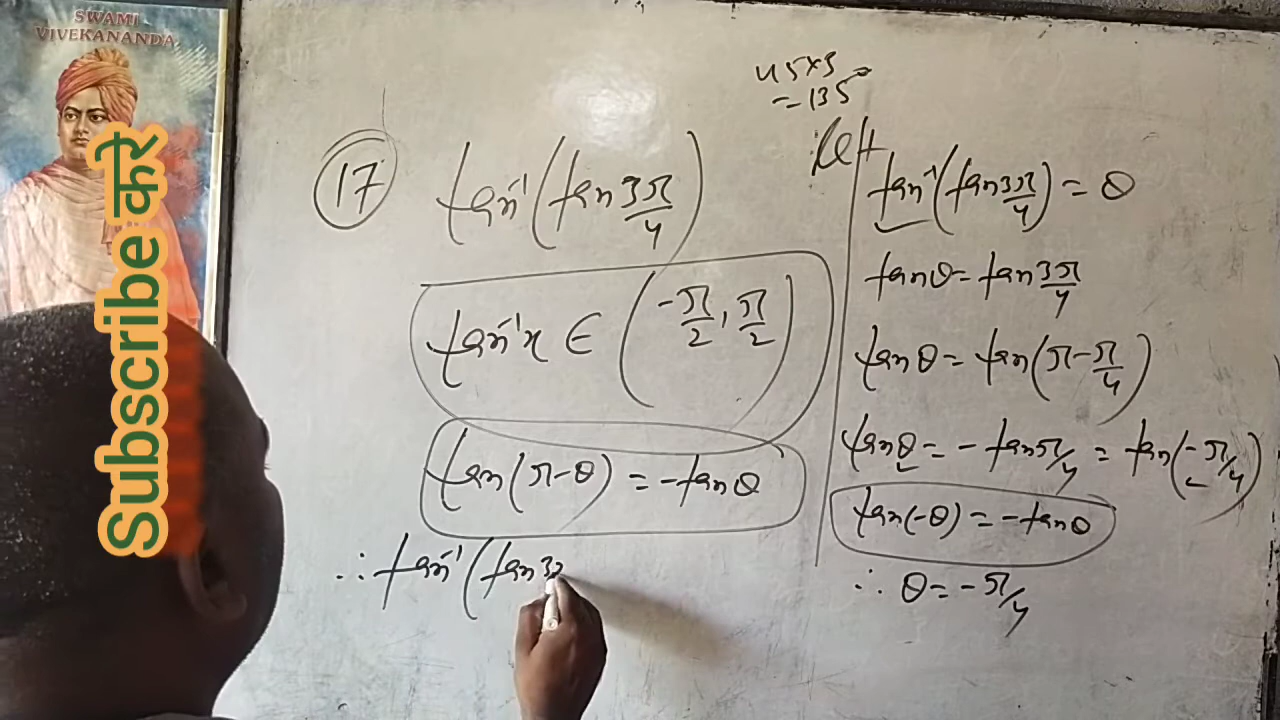 SWAMI
VIVEKANANDA
Subscribe करे
45×3
=135°
17
tan⁻¹(tan 3π/4)
tan⁻¹x ∈ (-π/2, π/2)
tan(π-θ) = -tanθ
∴ tan⁻¹(tan 3π
Let
tan⁻¹(tan 3π/4) = θ
tanθ = tan 3π/4
tanθ = tan(π-π/4)
tanθ = - tan π/4 = tan(-π/4)
tan(-θ) = -tanθ
∴ θ = -π/4